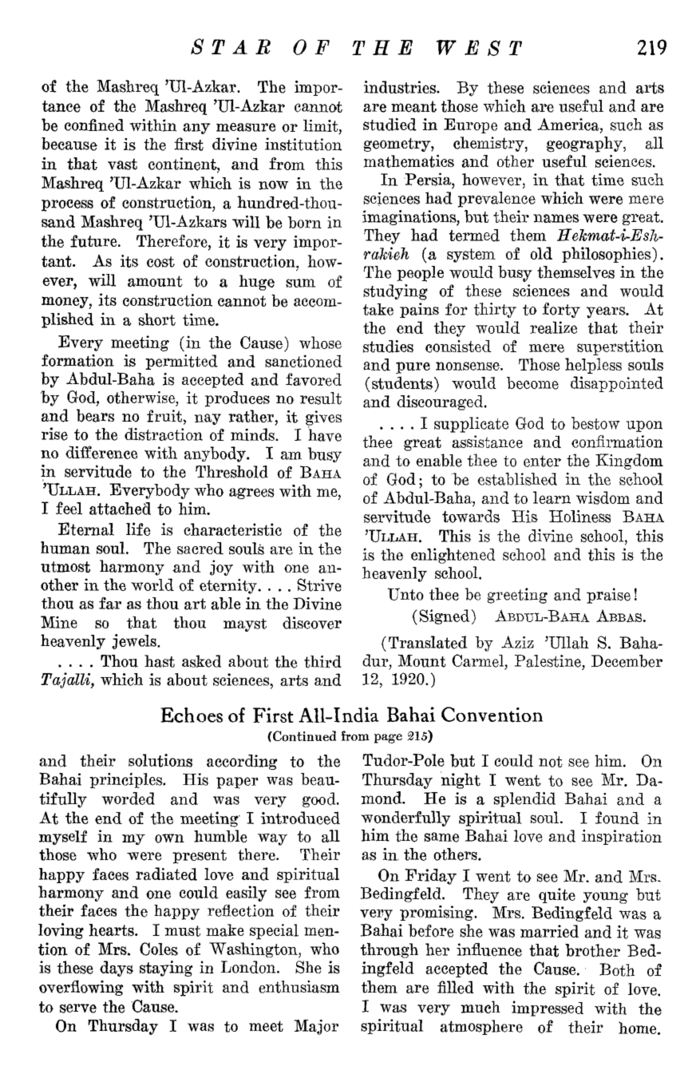 STAR OF THE WEST 219
of the Mashreq 'Ul-Azkar. The impor-
tance of the Mashreq 'Ul-Azkar cannot
be confined within any measure or limit,
because it is the first divine institution
in that vast continent, and from this
Mashreq 'Ul-Azkar which is now in the
process of construction, a hundred-thou-
sand Mashreq 'Ul-Azkars will be born in
the future. Therefore, it is very impor-
tant. As its cost of construction, how-
ever, will amount to a huge sum of
money, its construction cannot be accom-
plished in a short time.
Every meeting (in the Cause) whose
formation is permitted and sanctioned
by Abdul-Baha is accepted and favored
by God, otherwise, it produces no result
and bears no fruit, nay rather, it gives
rise to the distraction of minds. I have
no difference with anybody. I am busy
in servitude to the Threshold of BAHA
'ULLAH. Everybody who agrees with me,
I feel attached to him.
Eternal life is characteristic of the
human soul. The sacred souls are in the
utmost harmony and joy with one an-
other in the world of eternity. . . . Strive
thou as far as thou art able in the Divine
Mine so that thou mayst discover
heavenly jewels.
. . . . Thou hast asked about the third
Tajalli, which is about sciences, arts and
industries. By these sciences and arts
are meant those which are useful and are
studied in Europe and America, such as
geometry, chemistry, geography, all
mathematics and other useful sciences.
In Persia, however, in that time such
sciences had prevalence which were mere
imaginations, but their names were great.
They had termed them Hekmat-i-Esh-
rakieh (a system of old philosophies).
The people would busy themselves in the
studying of these sciences and would
take pains for thirty to forty years. At
the end they would realize that their
studies consisted of mere superstition
and pure nonsense. Those helpless souls
(students) would become disappointed
and discouraged.
. . . . I supplicate God to bestow upon
thee great assistance and confirmation
and to enable thee to enter the Kingdom
of God; to be established in the school
of Abdul-Baha, and to learn wisdom and
servitude towards His Holiness BAHA
'ULLAH. This is the divine school, this
is the enlightened school and this is the
heavenly school.
Unto thee be greeting and praise!
(Signed) ABDUL-BAHA ABBAS.
(Translated by Aziz 'Ullah S. Baha-
dur, Mount Carmel, Palestine, December
12, 1920.)
Echoes of First All-India Bahai Convention
(Continued from page 215)
and their solutions according to the
Bahai principles. His paper was beau-
tifully worded and was very good.
At the end of the meeting I introduced
myself in my own humble way to all
those who were present there. Their
happy faces radiated love and spiritual
harmony and one could easily see from
their faces the happy reflection of their
loving hearts. I must make special men-
tion of Mrs. Coles of Washington, who
is these days staying in London. She is
overflowing with spirit and enthusiasm
to serve the Cause.
On Thursday I was to meet Major
Tudor-Pole but I could not see him. On
Thursday night I went to see Mr. Da-
mond. He is a splendid Bahai and a
wonderfully spiritual soul. I found in
him the same Bahai love and inspiration
as in the others.
On Friday I went to see Mr. and Mrs.
Bedingfeld. They are quite young but
very promising. Mrs. Bedingfeld was a
Bahai before she was married and it was
through her influence that brother Bed-
ingfeld accepted the Cause. Both of
them are filled with the spirit of love.
I was very much impressed with the
spiritual atmosphere of their home.